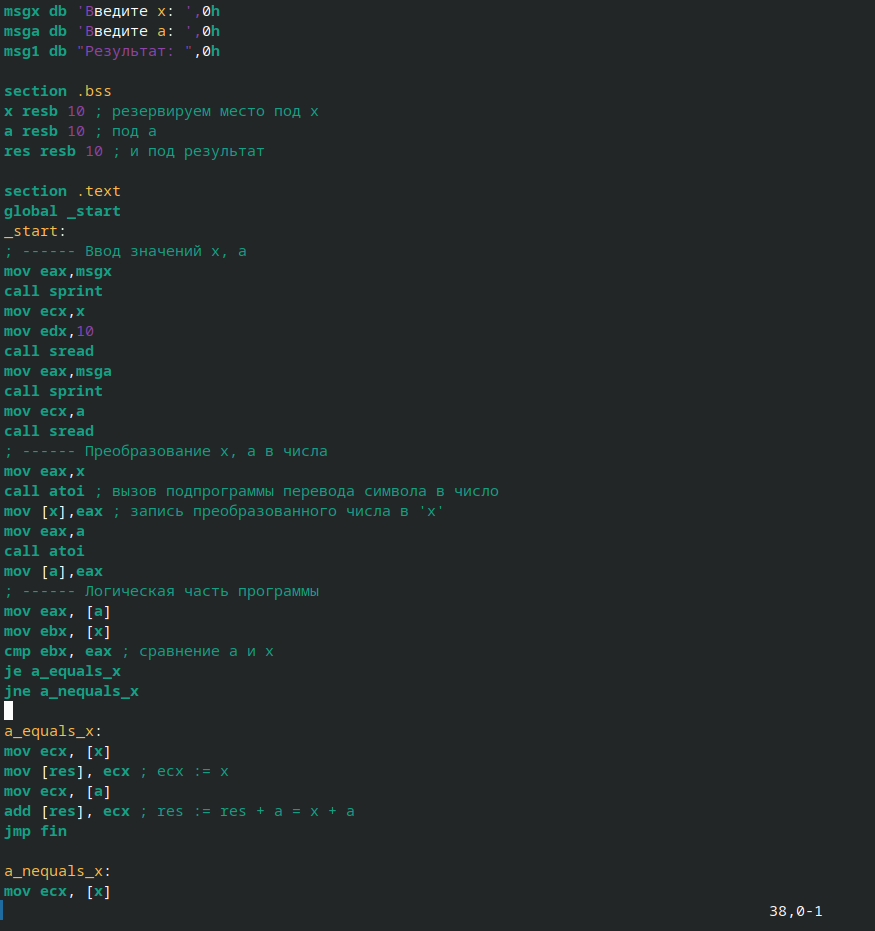 msgx db 'Введите x: ',0h
msga db 'Введите a: ',0h
msg1 db "Результат: ",0h
section .bss
x resb 10 ; резервируем место под x
a resb 10 ; под a
res resb 10 ; и под результат
section .text
global _start
_start:
; ------ Ввод значений x, a
mov eax,msgx
call sprint
mov ecx,x
mov edx,10
call sread
mov eax,msga
call sprint
mov ecx,a
call sread
; ------ Преобразование x, a в числа
mov eax,x
call atoi ; вызов подпрограммы перевода символа в число
mov [x],eax ; запись преобразованного числа в 'x'
mov eax,a
call atoi
mov [a],eax
; ------ Логическая часть программы
mov eax, [a]
mov ebx, [x]
cmp ebx, eax ; сравнение a и x
je a_equals_x
jne a_nequals_x
a_equals_x:
mov ecx, [x]
mov [res], ecx ; ecx := x
mov ecx, [a]
add [res], ecx ; res := res + a = x + a
jmp fin
a_nequals_x:
mov ecx, [x]
38,0-1